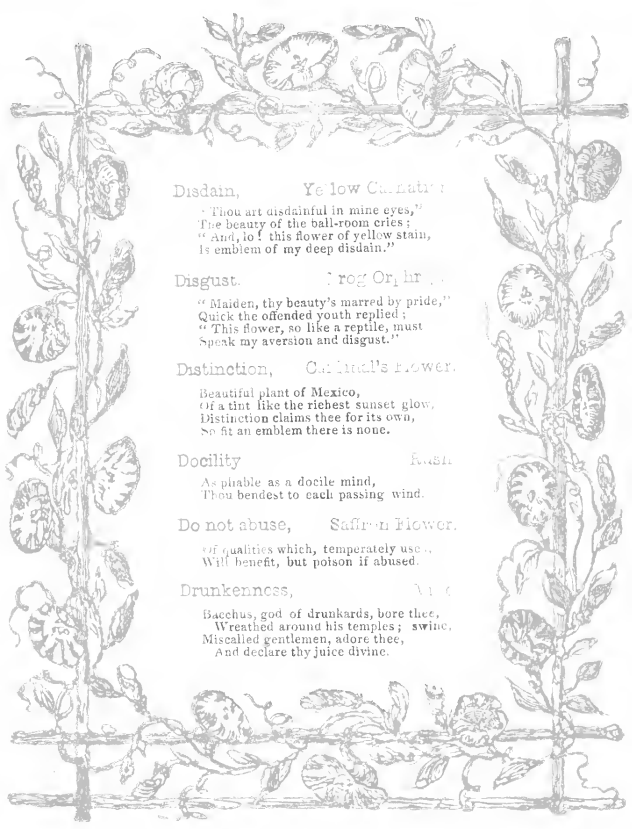 Disdain, Yellow Carnation
"Thou art disdainful in mine eyes,"
The beauty of the ball-room cries;
"And, lo! this flower of yellow stain,
Is emblem of my deep disdain."
Disgust. Frog Orphr
"Maiden, thy beauty's marred by pride,"
Quick the offended youth replied;
"This flower, so like a reptile, must
Speak my aversion and disgust."
Distinction, Cardinal's Flower.
Beautiful plant of Mexico,
Of a tint like the richest sunset glow,
Distinction claims thee for its own,
So fit an emblem there is none.
Docility Rush
As pliable as a docile mind,
Thou bendest to each passing wind.
Do not abuse, Saffron Flower.
Of qualities which, temperately used,
Will benefit, but poison if abused.
Drunkenness,
Bacchus, god of drunkards, bore thee,
Wreathed around his temples; swine,
Miscalled gentlemen, adore thee,
And declare thy juice divine.